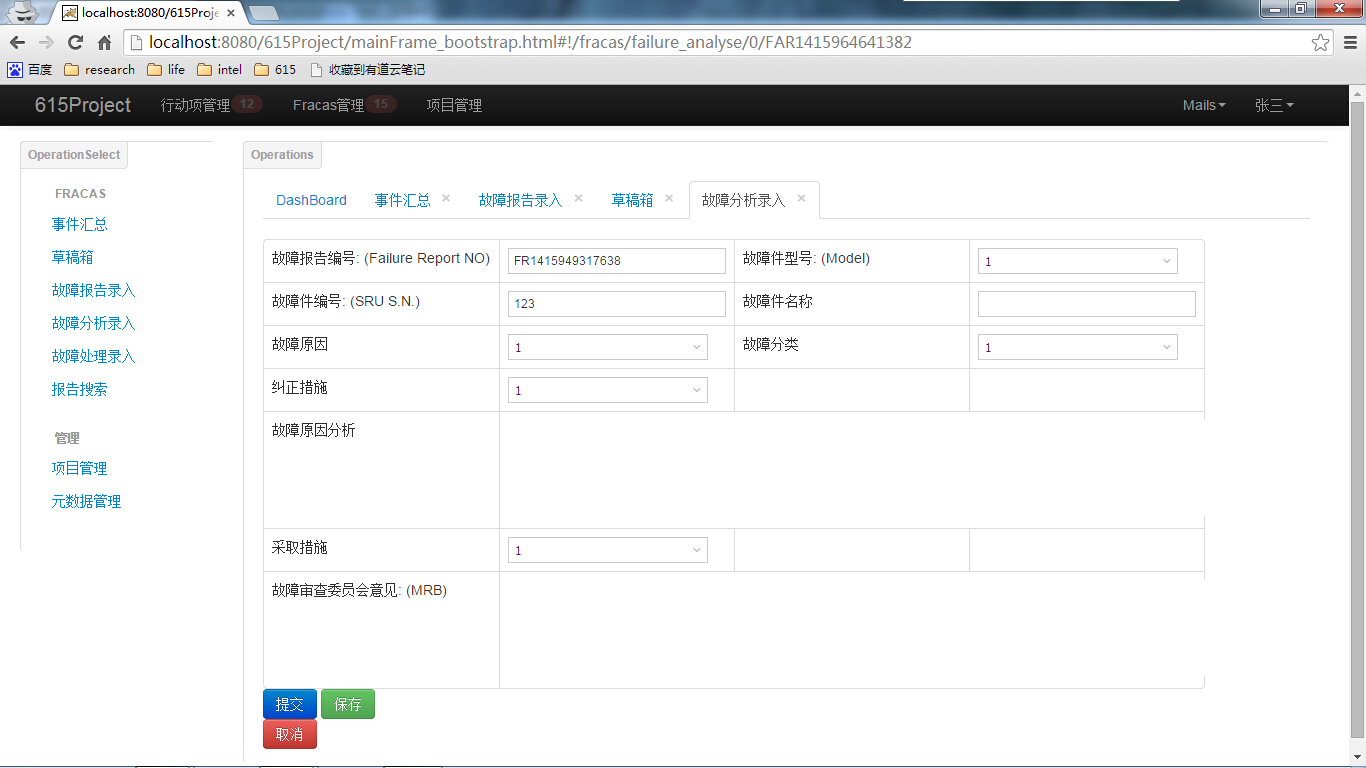 localhost:8080/615Proje
localhost:8080/615Project/mainFrame_bootstrap.html#!/fracas/failure_analyse/0/FAR1415964641382
百度 research life intel 615 收藏到有道云笔记
615Project 行动项管理 12 Fracas管理 15 项目管理 Mails 张三
OperationSelect
FRACAS
事件汇总
草稿箱
故障报告录入
故障分析录入
故障处理录入
报告搜索
管理
项目管理
元数据管理
Operations
DashBoard 事件汇总 × 故障报告录入 × 草稿箱 × 故障分析录入 ×
故障报告编号: (Failure Report NO) FR1415949317638 故障件型号: (Model) 1
故障件编号: (SRU S.N.) 123 故障件名称
故障原因 1 故障分类 1
纠正措施 1
故障原因分析
采取措施 1
故障审查委员会意见: (MRB)
提交 保存
取消